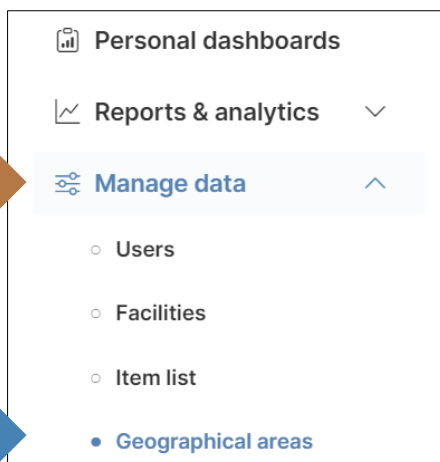 Personal dashboards
Reports & analytics
Manage data
Users
Facilities
Item list
Geographical areas